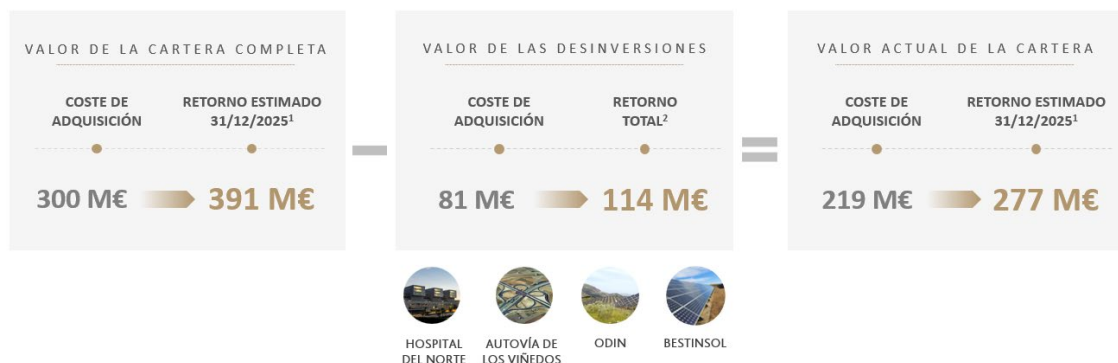 VALOR DE LA CARTERA COMPLETA
COSTE DE
ADQUISICIÓN
RETORNO ESTIMADO
31/12/2025¹
300 M€
391 M€
VALOR DE LAS DESINVERSIONES
COSTE DE
ADQUISICIÓN
RETORNO
TOTAL²
81 M€
114 M€
HOSPITAL
DEL NORTE
AUTOVÍA DE
LOS VIÑEDOS
ODIN
BESTINSOL
VALOR ACTUAL DE LA CARTERA
COSTE DE
ADQUISICIÓN
RETORNO ESTIMADO
31/12/2025¹
219 M€
277 M€